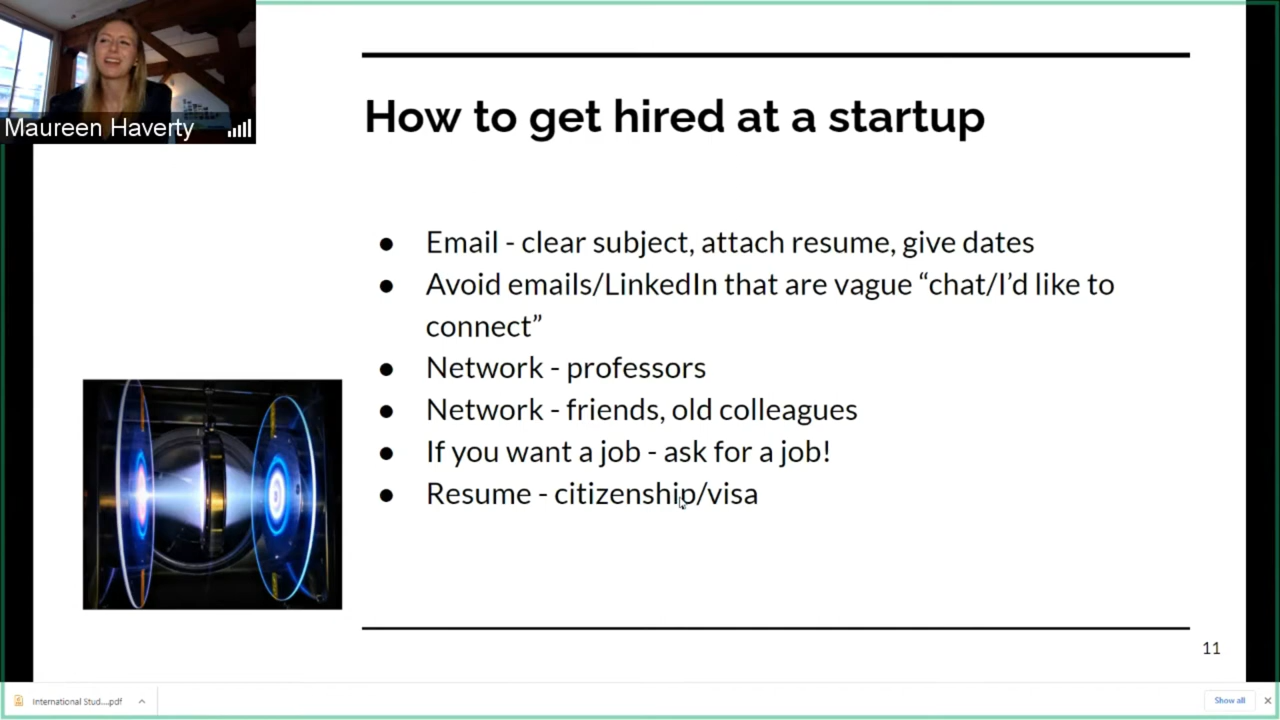 Maureen Haverty
How to get hired at a startup
● Email - clear subject, attach resume, give dates
● Avoid emails/LinkedIn that are vague “chat/I’d like to
connect”
● Network - professors
● Network - friends, old colleagues
● If you want a job - ask for a job!
● Resume - citizenship/visa
11
International Stud....pdf
Show all